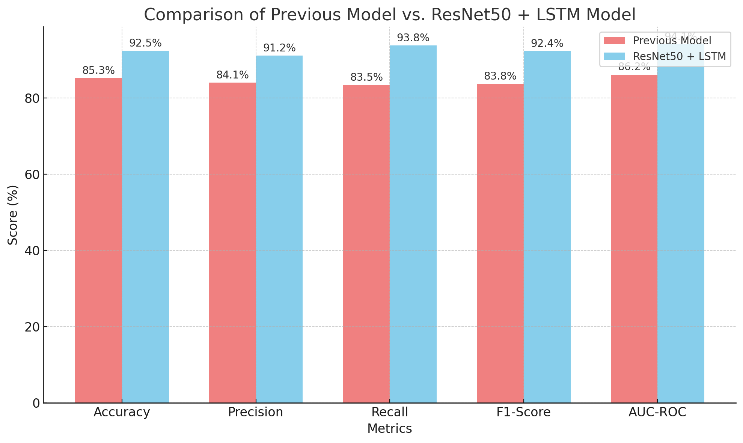 Comparison of Previous Model vs. ResNet50 + LSTM Model
Previous Model
ResNet50 + LSTM
85.3%
92.5%
84.1%
91.2%
83.5%
93.8%
83.8%
92.4%
80
60
40
20
0
Score (%)
Accuracy
Precision
Recall
F1-Score
AUC-ROC
Metrics